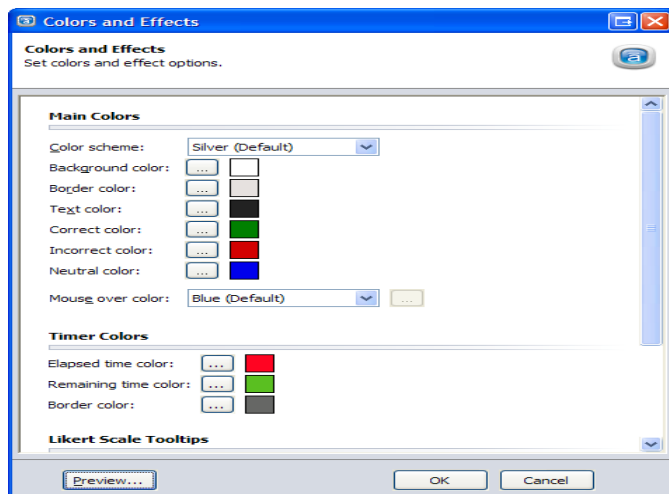 Colors and Effects
Colors and Effects
Set colors and effect options.
a
Main Colors
Color scheme: Silver (Default)
Background color: ...
Border color: ...
Text color: ...
Correct color: ...
Incorrect color: ...
Neutral color: ...
Mouse over color: Blue (Default) ...
Timer Colors
Elapsed time color: ...
Remaining time color: ...
Border color: ...
Likert Scale Tooltips
Preview... OK Cancel